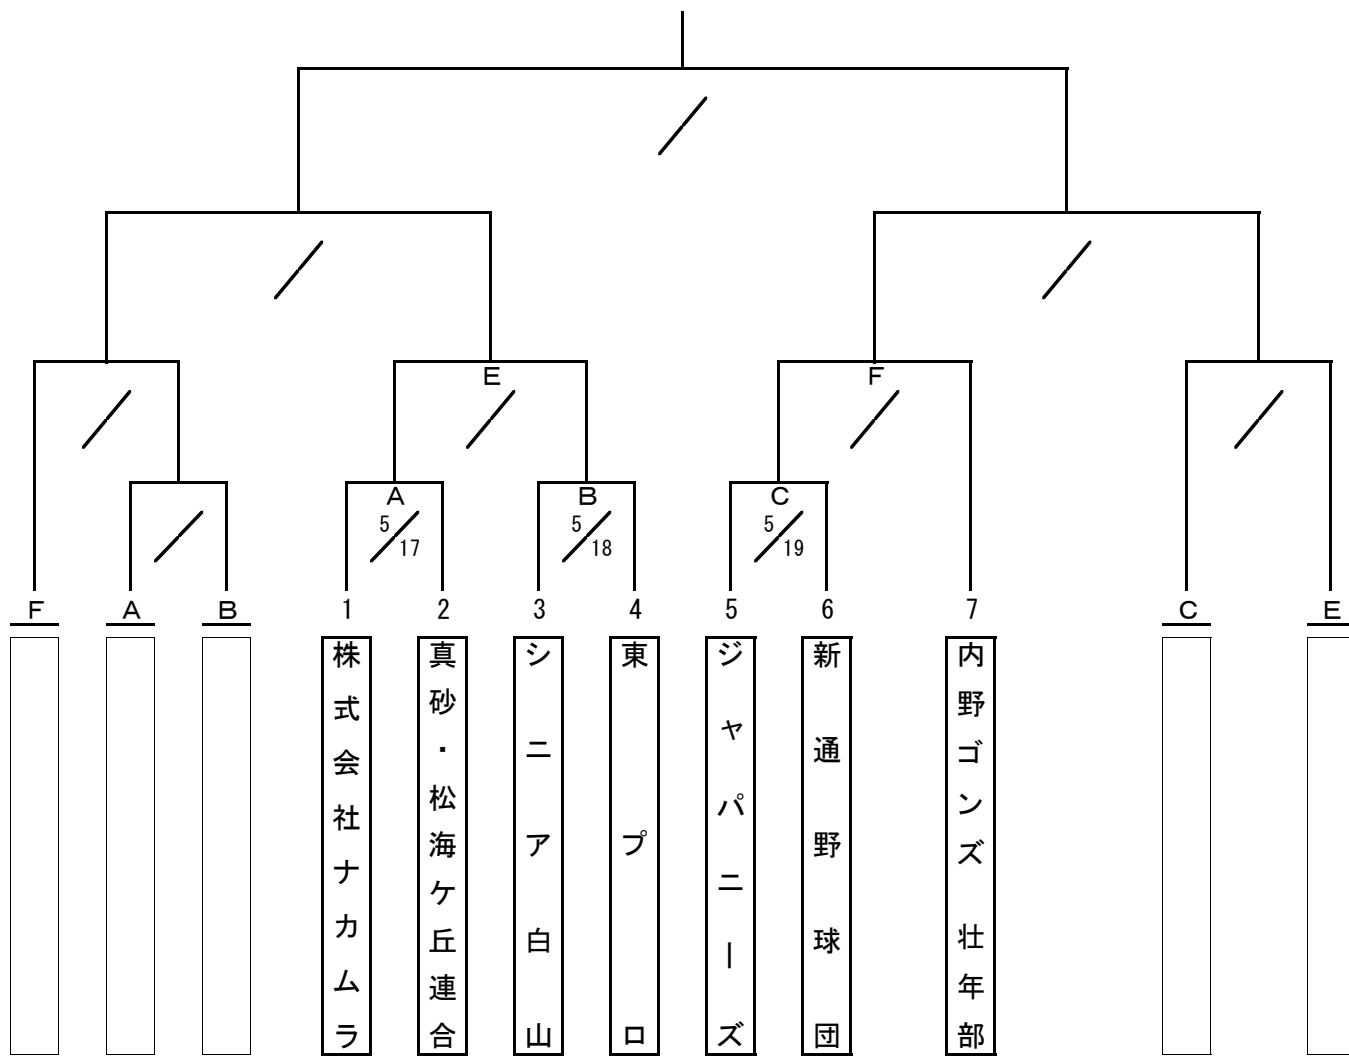 E
F
A
B
C
5/17
5/18
5/19
F
A
B
1
2
3
4
5
6
7
C
E
株式会社ナカムラ
真砂・松海ケ丘連合
シニア白山
東プロ
ジャパニーズ
新通野球団
内野ゴンズ 壮年部